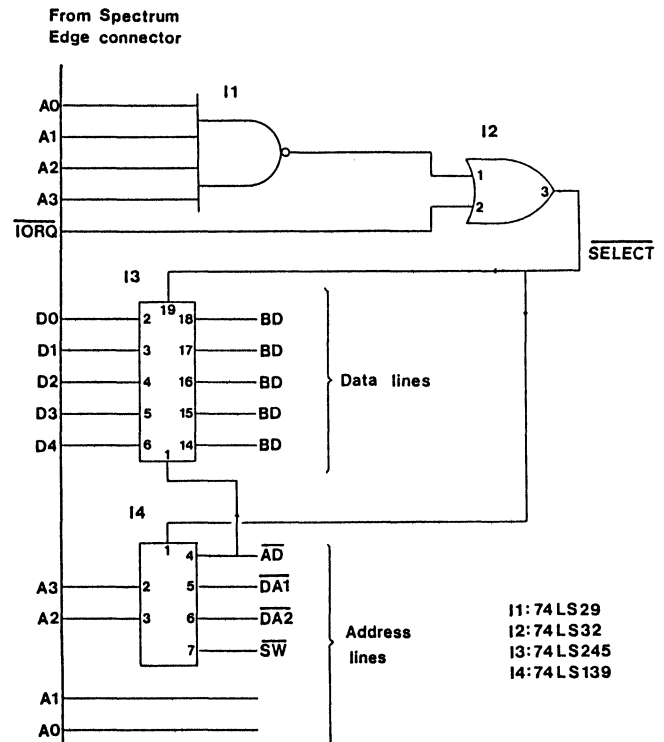 From Spectrum
Edge connector
I1
A0
A1
A2
A3
I2
1
2
3
IORQ
SELECT
I3
19
D0 2 18 BD
D1 3 17 BD
D2 4 16 BD
D3 5 15 BD
D4 6 14 BD
1
Data lines
I4
1
4 AD
A3 2 5 DA1
A2 3 6 DA2
7 SW
Address
lines
A1
A0
I1:74LS29
I2:74LS32
I3:74LS245
I4:74LS139